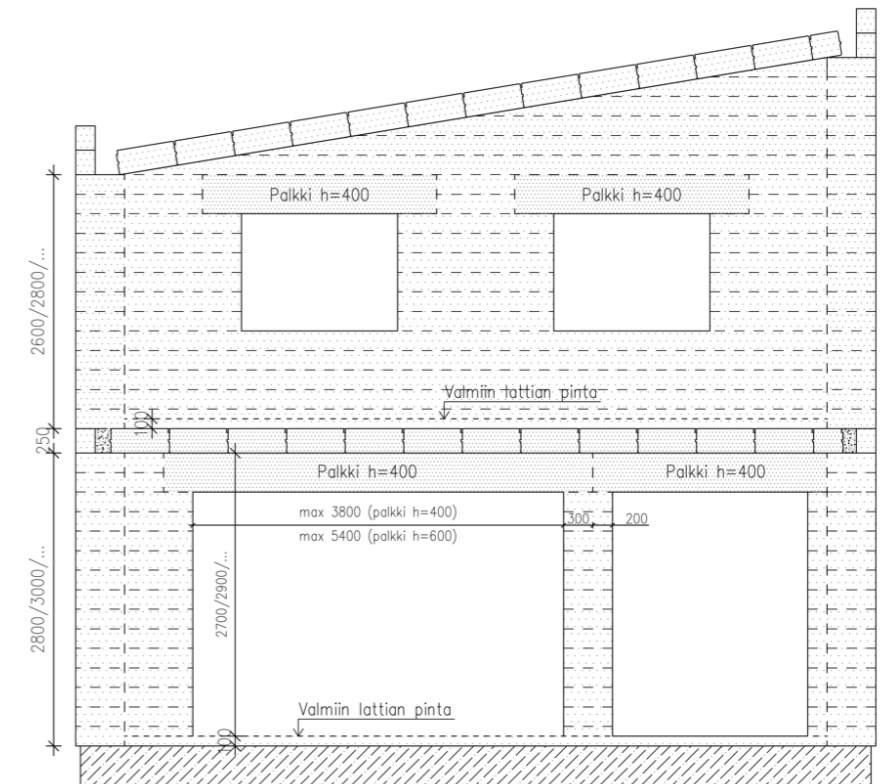 Palkki h=400
Palkki h=400
2600/2800/...
Valmiin lattian pinta
100
250
Palkki h=400
Palkki h=400
max 3800 (palkki h=400)
300
200
max 5400 (palkki h=600)
2700/2900/...
2800/3000/...
Valmiin lattian pinta
100